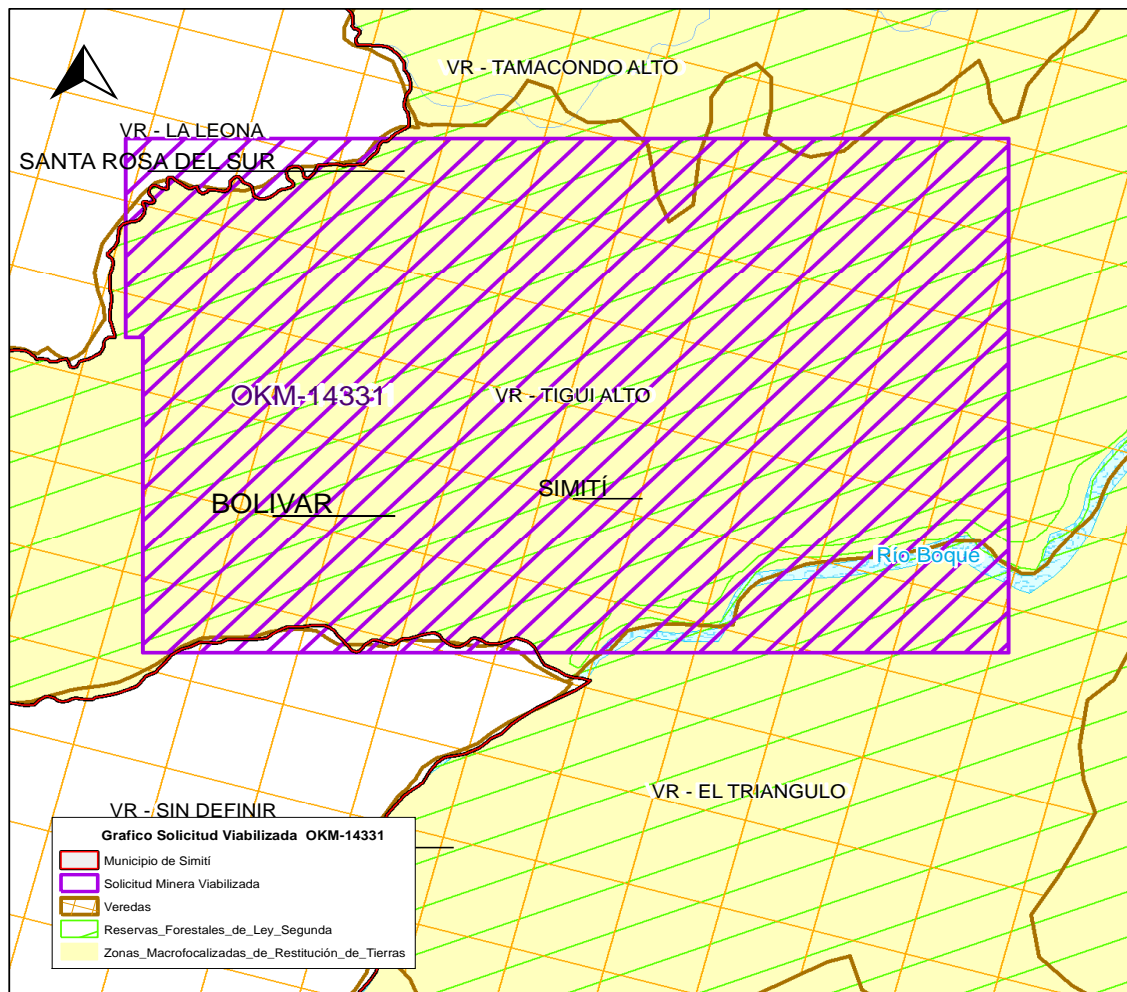 VR - TAMACONDO ALTO
VR - LA LEONA
SANTA ROSA DEL SUR
OKM-14331
VR - TIGUI ALTO
BOLIVAR
SIMITÍ
Río Boque
VR - EL TRIANGULO
VR - SIN DEFINIR
Grafico Solicitud Viabilizada OKM-14331
Municipio de Simití
Solicitud Minera Viabilizada
Veredas
Reservas_Forestales_de_Ley_Segunda
Zonas_Macrofocalizadas_de_Restitución_de_Tierras